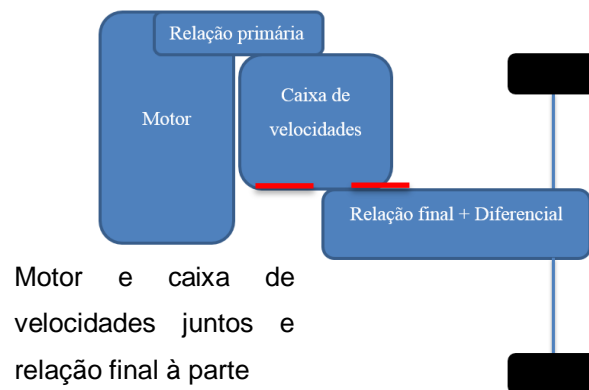 Relação primária
Motor
Caixa de
velocidades
Relação final + Diferencial
Motor e caixa de
velocidades juntos e
relação final à parte